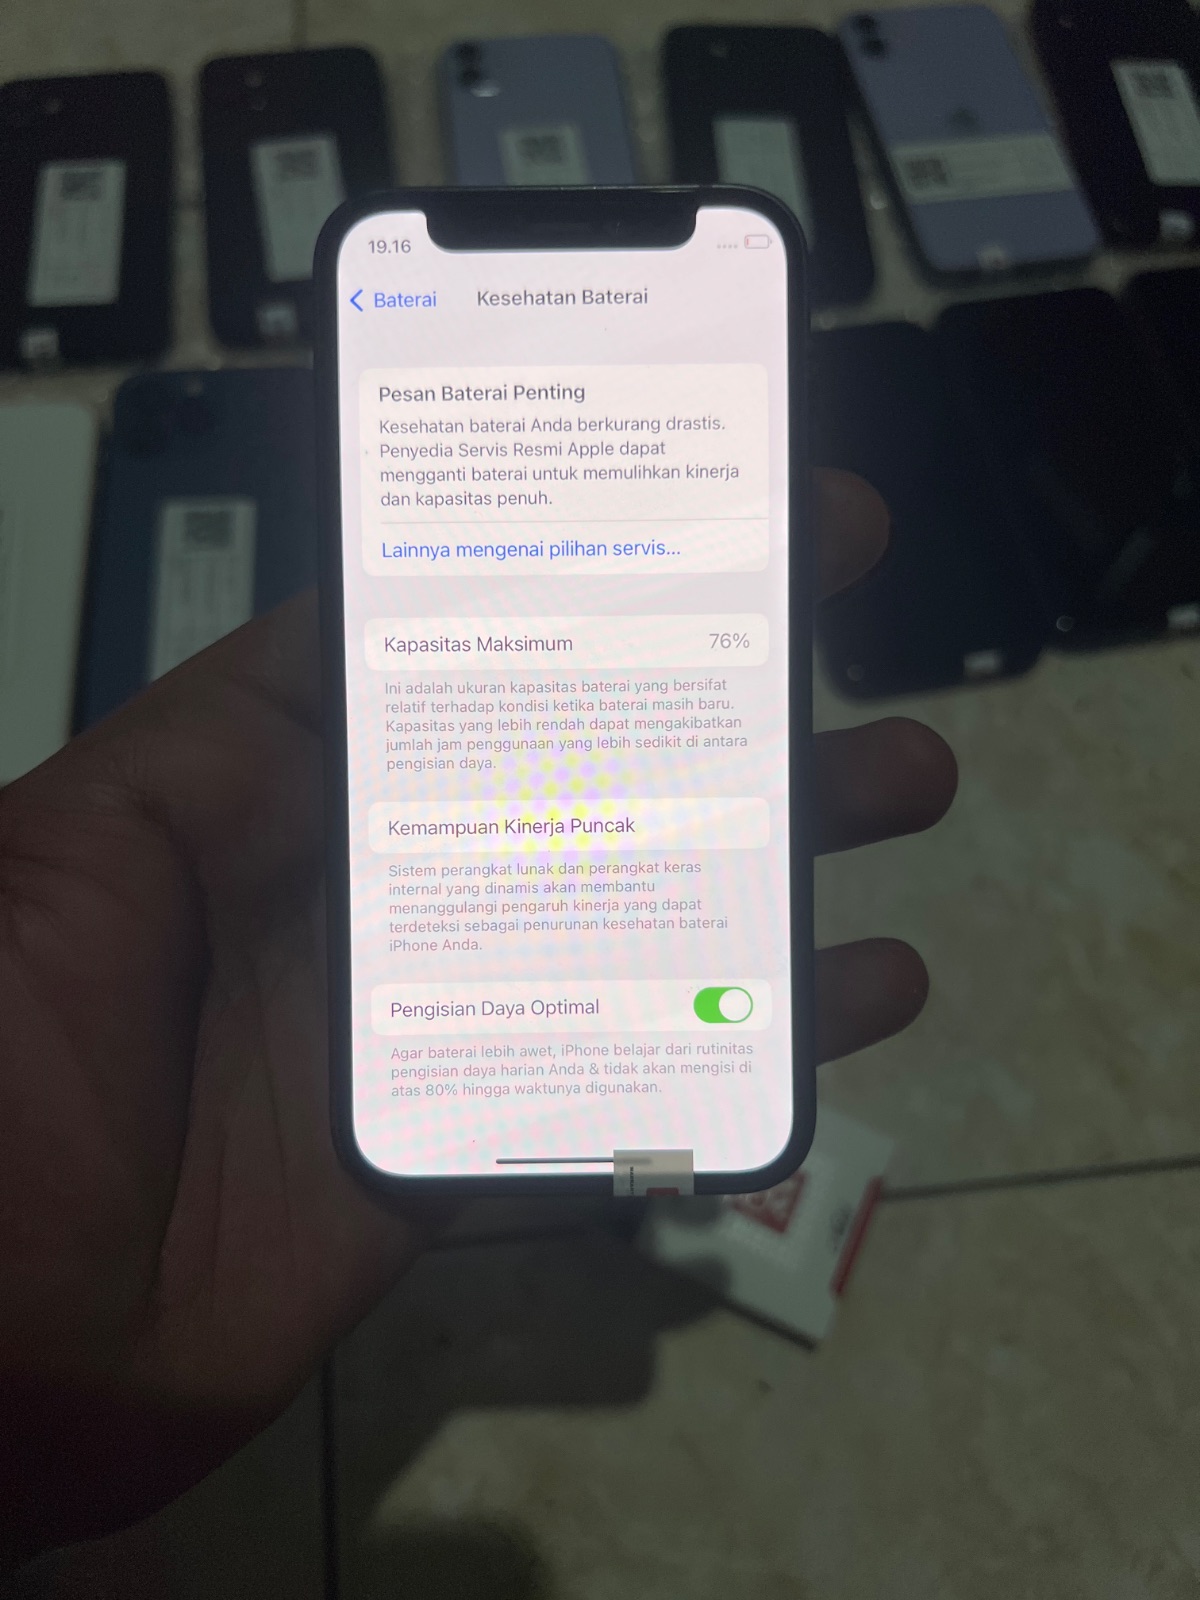 19.16
Baterai
Kesehatan Baterai
Pesan Baterai Penting
Kesehatan baterai Anda berkurang drastis.
Penyedia Servis Resmi Apple dapat
mengganti baterai untuk memulihkan kinerja
dan kapasitas penuh.
Lainnya mengenai pilihan servis...
Kapasitas Maksimum 76%
Ini adalah ukuran kapasitas baterai yang bersifat
relatif terhadap kondisi ketika baterai masih baru.
Kapasitas yang lebih rendah dapat mengakibatkan
jumlah jam penggunaan yang lebih sedikit di antara
pengisian daya.
Kemampuan Kinerja Puncak
Sistem perangkat lunak dan perangkat keras
internal yang dinamis akan membantu
menanggulangi pengaruh kinerja yang dapat
terdeteksi sebagai penurunan kesehatan baterai
iPhone Anda.
Pengisian Daya Optimal
Agar baterai lebih awet, iPhone belajar dari rutinitas
pengisian daya harian Anda & tidak akan mengisi di
atas 80% hingga waktunya digunakan.